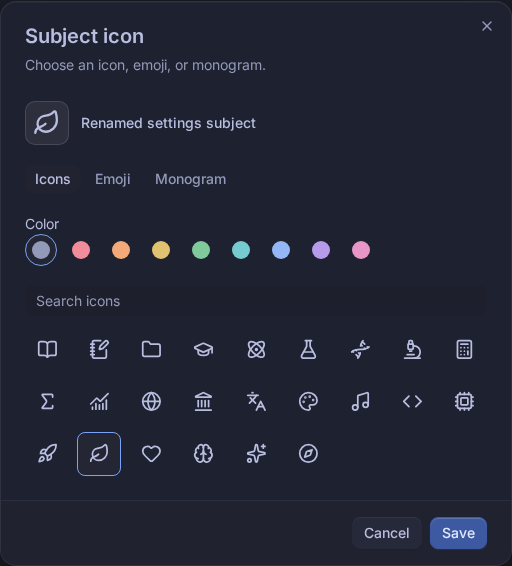 Subject icon
Choose an icon, emoji, or monogram.
Renamed settings subject
Icons Emoji Monogram
Color
Search icons
Cancel Save